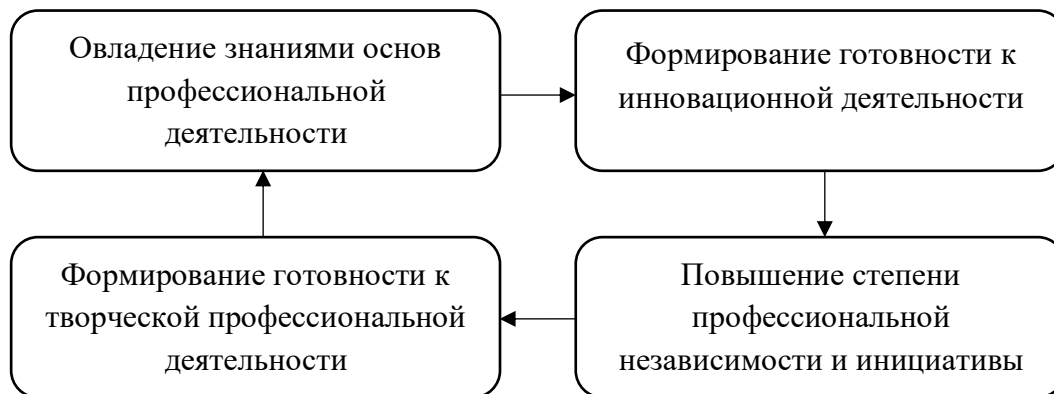 Овладение знаниями основ
профессиональной
деятельности
Формирование готовности к
инновационной деятельности
Формирование готовности к
творческой профессиональной
деятельности
Повышение степени
профессиональной
независимости и инициативы